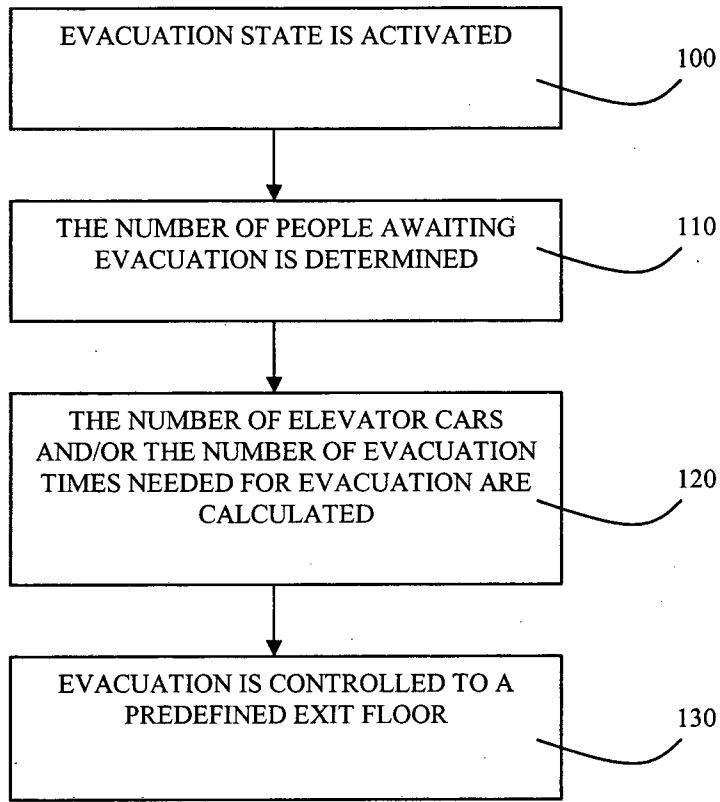 EVACUATION STATE IS ACTIVATED
100
THE NUMBER OF PEOPLE AWAITING
EVACUATION IS DETERMINED
110
THE NUMBER OF ELEVATOR CARS
AND/OR THE NUMBER OF EVACUATION
TIMES NEEDED FOR EVACUATION ARE
CALCULATED
120
EVACUATION IS CONTROLLED TO A
PREDEFINED EXIT FLOOR
130